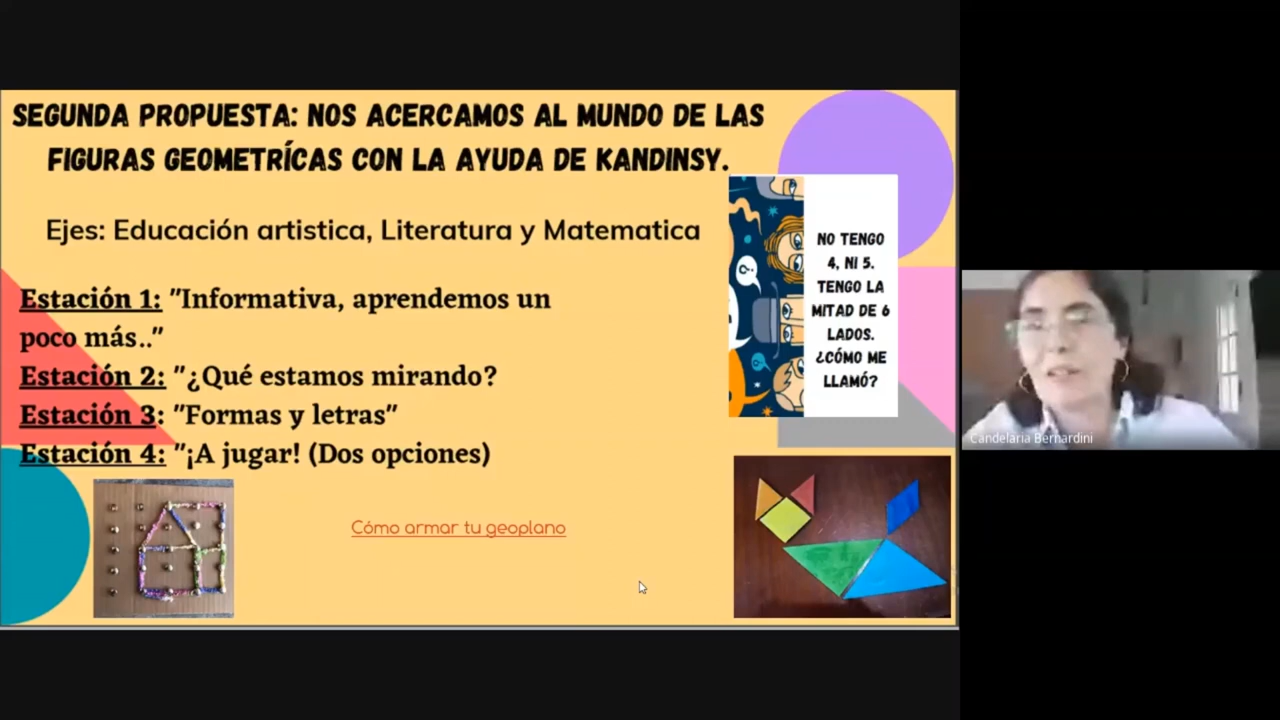 SEGUNDA PROPUESTA: NOS ACERCAMOS AL MUNDO DE LAS
FIGURAS GEOMETRÍCAS CON LA AYUDA DE KANDINSY.
Ejes: Educación artistica, Literatura y Matematica
Estación 1: "Informativa, aprendemos un
poco más.."
Estación 2: "¿Qué estamos mirando?
Estación 3: "Formas y letras"
Estación 4: "¡A jugar! (Dos opciones)
Cómo armar tu geoplano
NO TENGO
4, NI 5.
TENGO LA
MITAD DE 6
LADOS.
¿CÓMO ME
LLAMÓ?
Candelaria Bernardini